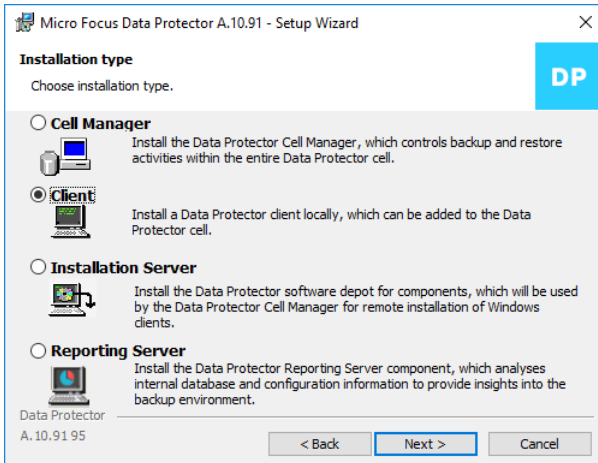 Micro Focus Data Protector A.10.91 - Setup Wizard
Installation type
Choose installation type.
DP
Cell Manager
Install the Data Protector Cell Manager, which controls backup and restore
activities within the entire Data Protector cell.
Client
Install a Data Protector client locally, which can be added to the Data
Protector cell.
Installation Server
Install the Data Protector software depot for components, which will be used
by the Data Protector Cell Manager for remote installation of Windows
clients.
Reporting Server
Install the Data Protector Reporting Server component, which analyses
internal database and configuration information to provide insights into the
backup environment.
Data Protector
A.10.91 95
< Back
Next >
Cancel